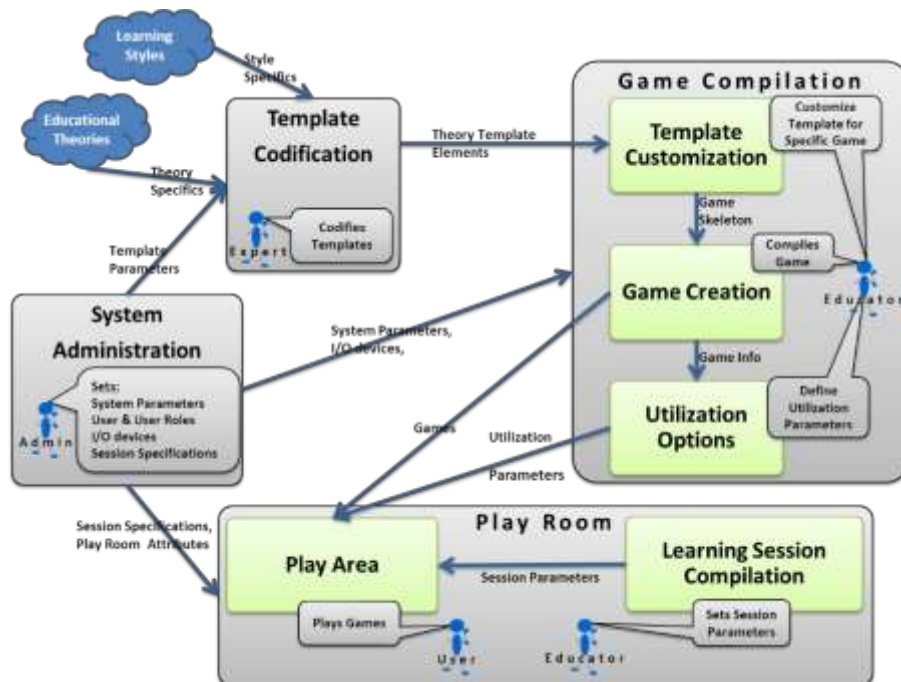 Learning
Styles
Style
Specifics
Educational
Theories
Theory
Specifics
Template
Codification
Codifies
Templates
Expert
Theory Template
Elements
Template
Parameters
Game Compilation
Template
Customization
Customize
Template for
Specific Game
Game
Skeleton
Compiles
Game
Game Creation
Educator
Game Info
Utilization
Options
Define
Utilization
Parameters
System
Administration
Sets:
System Parameters
User & User Roles
I/O devices
Session Specifications
Admin
System Parameters,
I/O devices,
Games
Utilization
Parameters
Session Specifications,
Play Room Attributes
Play Room
Play Area
Session Parameters
Learning Session
Compilation
Plays Games
User
Educator
Sets Session
Parameters